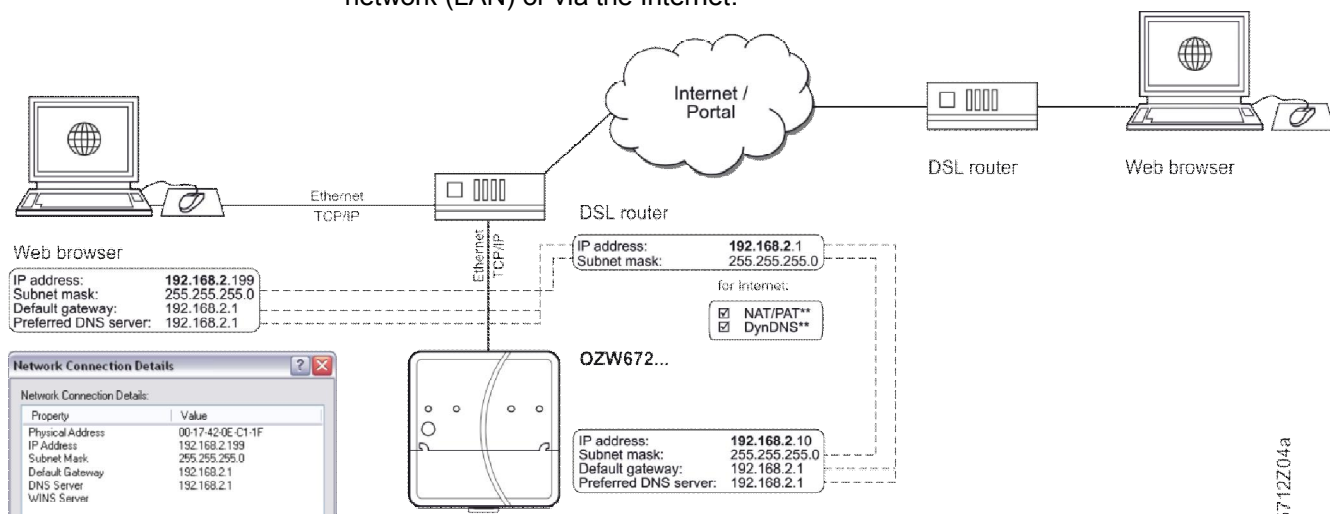 network (LAN) or via the Internet.
Internet /
Portal
DSL router
Web browser
Ethernet
TCP/IP
DSL router
Ethernet
TCP/IP
Web browser
IP address: 192.168.2.199
Subnet mask: 255.255.255.0
Default gateway: 192.168.2.1
Preferred DNS server: 192.168.2.1
IP address: 192.168.2.1
Subnet mask: 255.255.255.0
for Internet:
☑ NAT/PAT**
☑ DynDNS**
OZW672...
Network Connection Details
Network Connection Details:
Property Value
Physical Address 00-17-42-0E-C1-1F
IP Address 192.168.2.199
Subnet Mask 255.255.255.0
Default Gateway 192.168.2.1
DNS Server 192.168.2.1
WINS Server
IP address: 192.168.2.10
Subnet mask: 255.255.255.0
Default gateway: 192.168.2.1
Preferred DNS server: 192.168.2.1